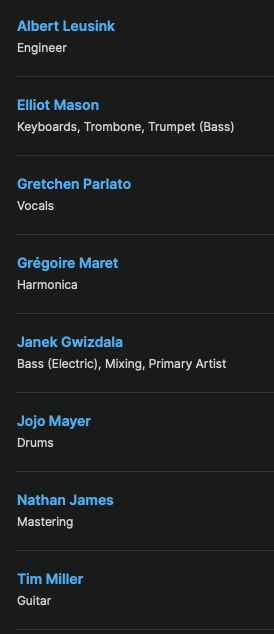 Albert Leusink
Engineer
Elliot Mason
Keyboards, Trombone, Trumpet (Bass)
Gretchen Parlato
Vocals
Grégoire Maret
Harmonica
Janek Gwizdala
Bass (Electric), Mixing, Primary Artist
Jojo Mayer
Drums
Nathan James
Mastering
Tim Miller
Guitar